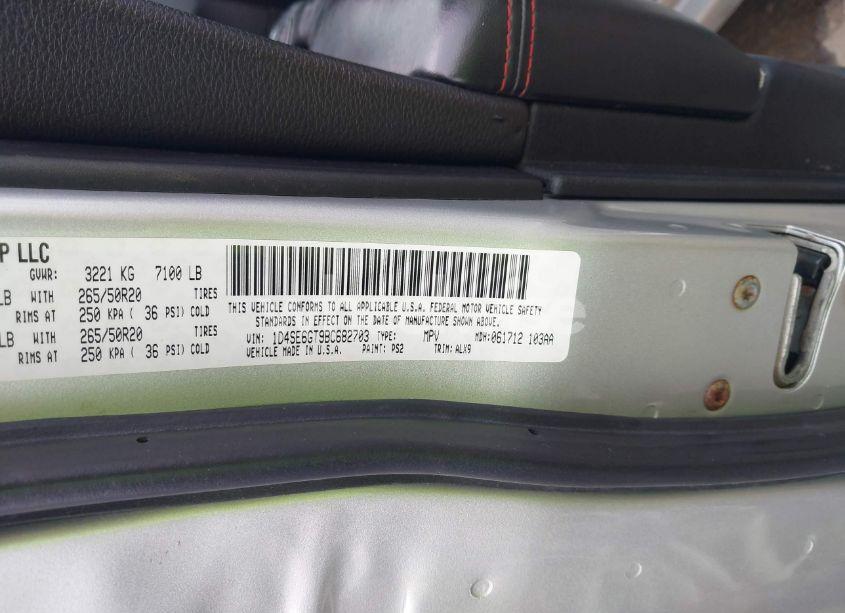 P LLC
GVWR: 3221 KG 7100 LB
LB WITH 265/50R20 TIRES
RIMS AT 250 KPA ( 36 PSI) COLD
LB WITH 265/50R20 TIRES
RIMS AT 250 KPA ( 36 PSI) COLD
THIS VEHICLE CONFORMS TO ALL APPLICABLE U.S.A. FEDERAL MOTOR VEHICLE SAFETY
STANDARDS IN EFFECT ON THE DATE OF MANUFACTURE SHOWN ABOVE.
VIN: 1D4SE6GT9BC682703 TYPE: MPV MDH: 061712 103AA
VEHICLE MADE IN U.S.A. PAINT: PS2 TRIM: ALX9